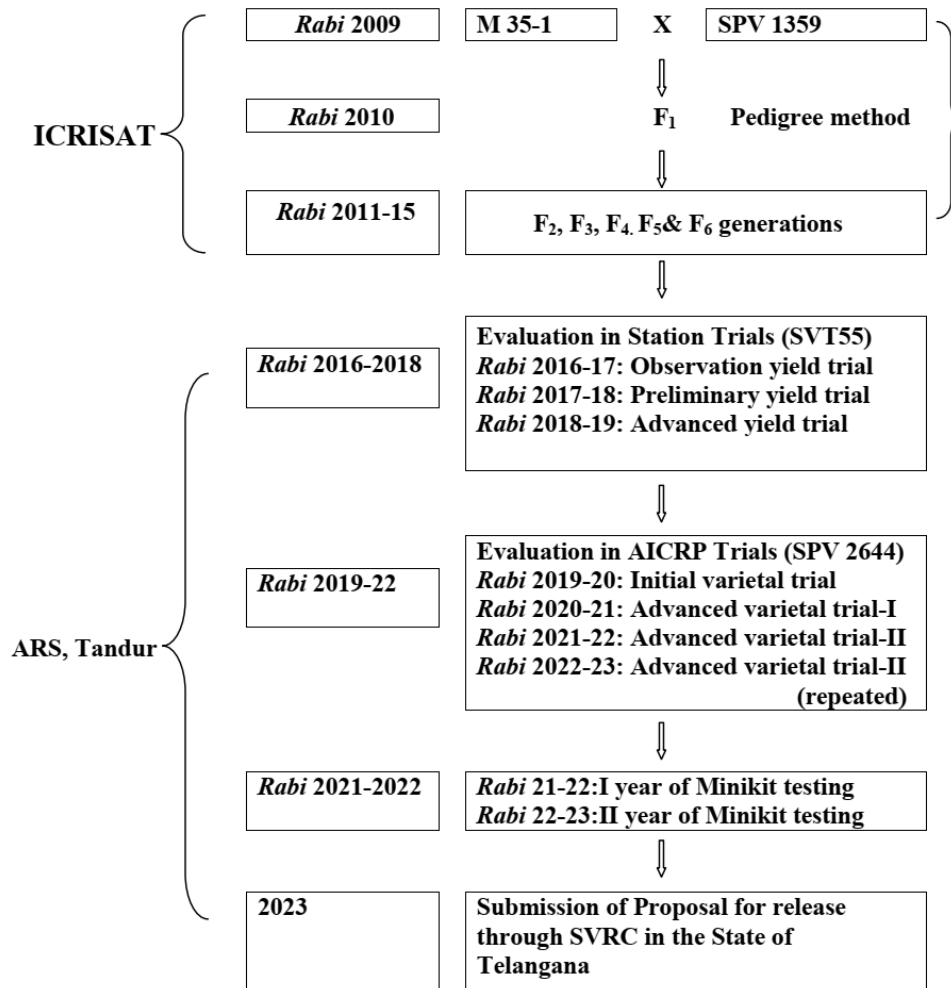 Rabi 2009 M 35-1 X SPV 1359
Rabi 2010 F₁ Pedigree method
ICRISAT
Rabi 2011-15 F₂, F₃, F₄. F₅& F₆ generations
Rabi 2016-2018
Evaluation in Station Trials (SVT55)
Rabi 2016-17: Observation yield trial
Rabi 2017-18: Preliminary yield trial
Rabi 2018-19: Advanced yield trial
Rabi 2019-22
Evaluation in AICRP Trials (SPV 2644)
Rabi 2019-20: Initial varietal trial
Rabi 2020-21: Advanced varietal trial-I
Rabi 2021-22: Advanced varietal trial-II
Rabi 2022-23: Advanced varietal trial-II
(repeated)
ARS, Tandur
Rabi 2021-2022
Rabi 21-22:I year of Minikit testing
Rabi 22-23:II year of Minikit testing
2023
Submission of Proposal for release
through SVRC in the State of
Telangana